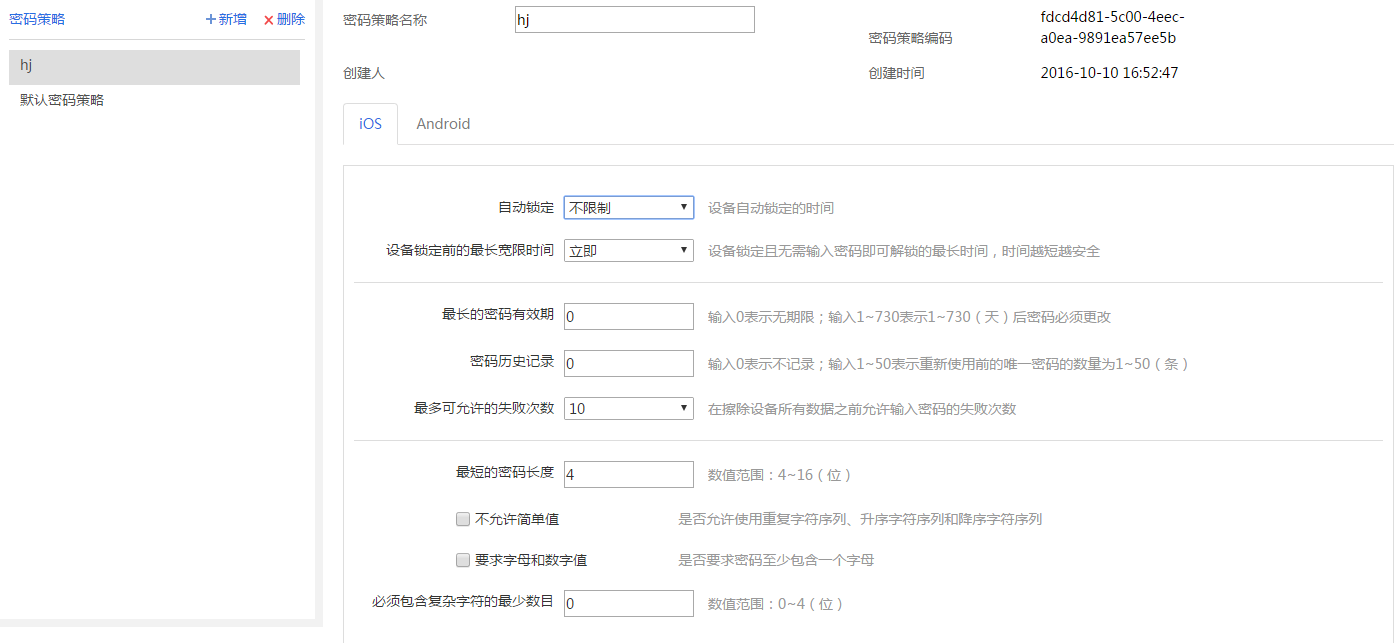 密码策略 +新增 ×删除
hj
默认密码策略
密码策略名称 hj
密码策略编码 fdcd4d81-5c00-4eec-
a0ea-9891ea57ee5b
创建人 创建时间 2016-10-10 16:52:47
iOS Android
自动锁定 不限制 设备自动锁定的时间
设备锁定前的最长宽限时间 立即 设备锁定且无需输入密码即可解锁的最长时间，时间越短越安全
最长的密码有效期 0 输入0表示无期限；输入1~730表示1~730（天）后密码必须更改
密码历史记录 0 输入0表示不记录；输入1~50表示重新使用前的唯一密码的数量为1~50（条）
最多可允许的失败次数 10 在擦除设备所有数据之前允许输入密码的失败次数
最短的密码长度 4 数值范围：4~16（位）
不允许简单值 是否允许使用重复字符序列、升序字符序列和降序字符序列
要求字母和数字值 是否要求密码至少包含一个字母
必须包含复杂字符的最少数目 0 数值范围：0~4（位）